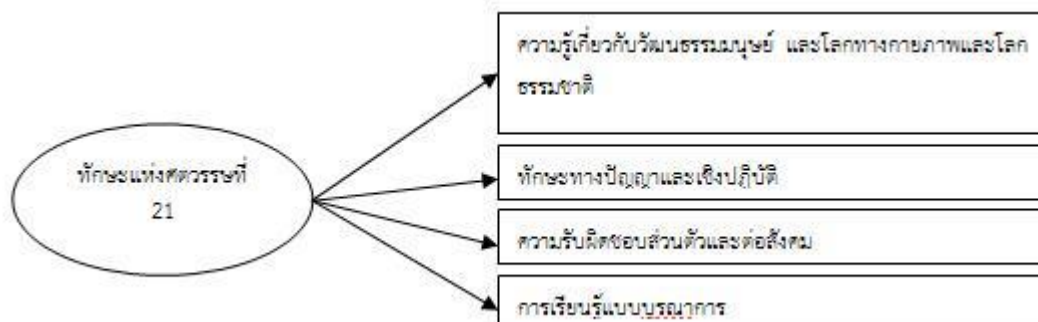 ทักษะแห่งศตวรรษที่
21
ความรู้เกี่ยวกับวัฒนธรรมมนุษย์ และโลกทางกายภาพและโลก
ธรรมชาติ
ทักษะทางปัญญาและเชิงปฏิบัติ
ความรับผิดชอบส่วนตัวและต่อสังคม
การเรียนรู้แบบบูรณาการ